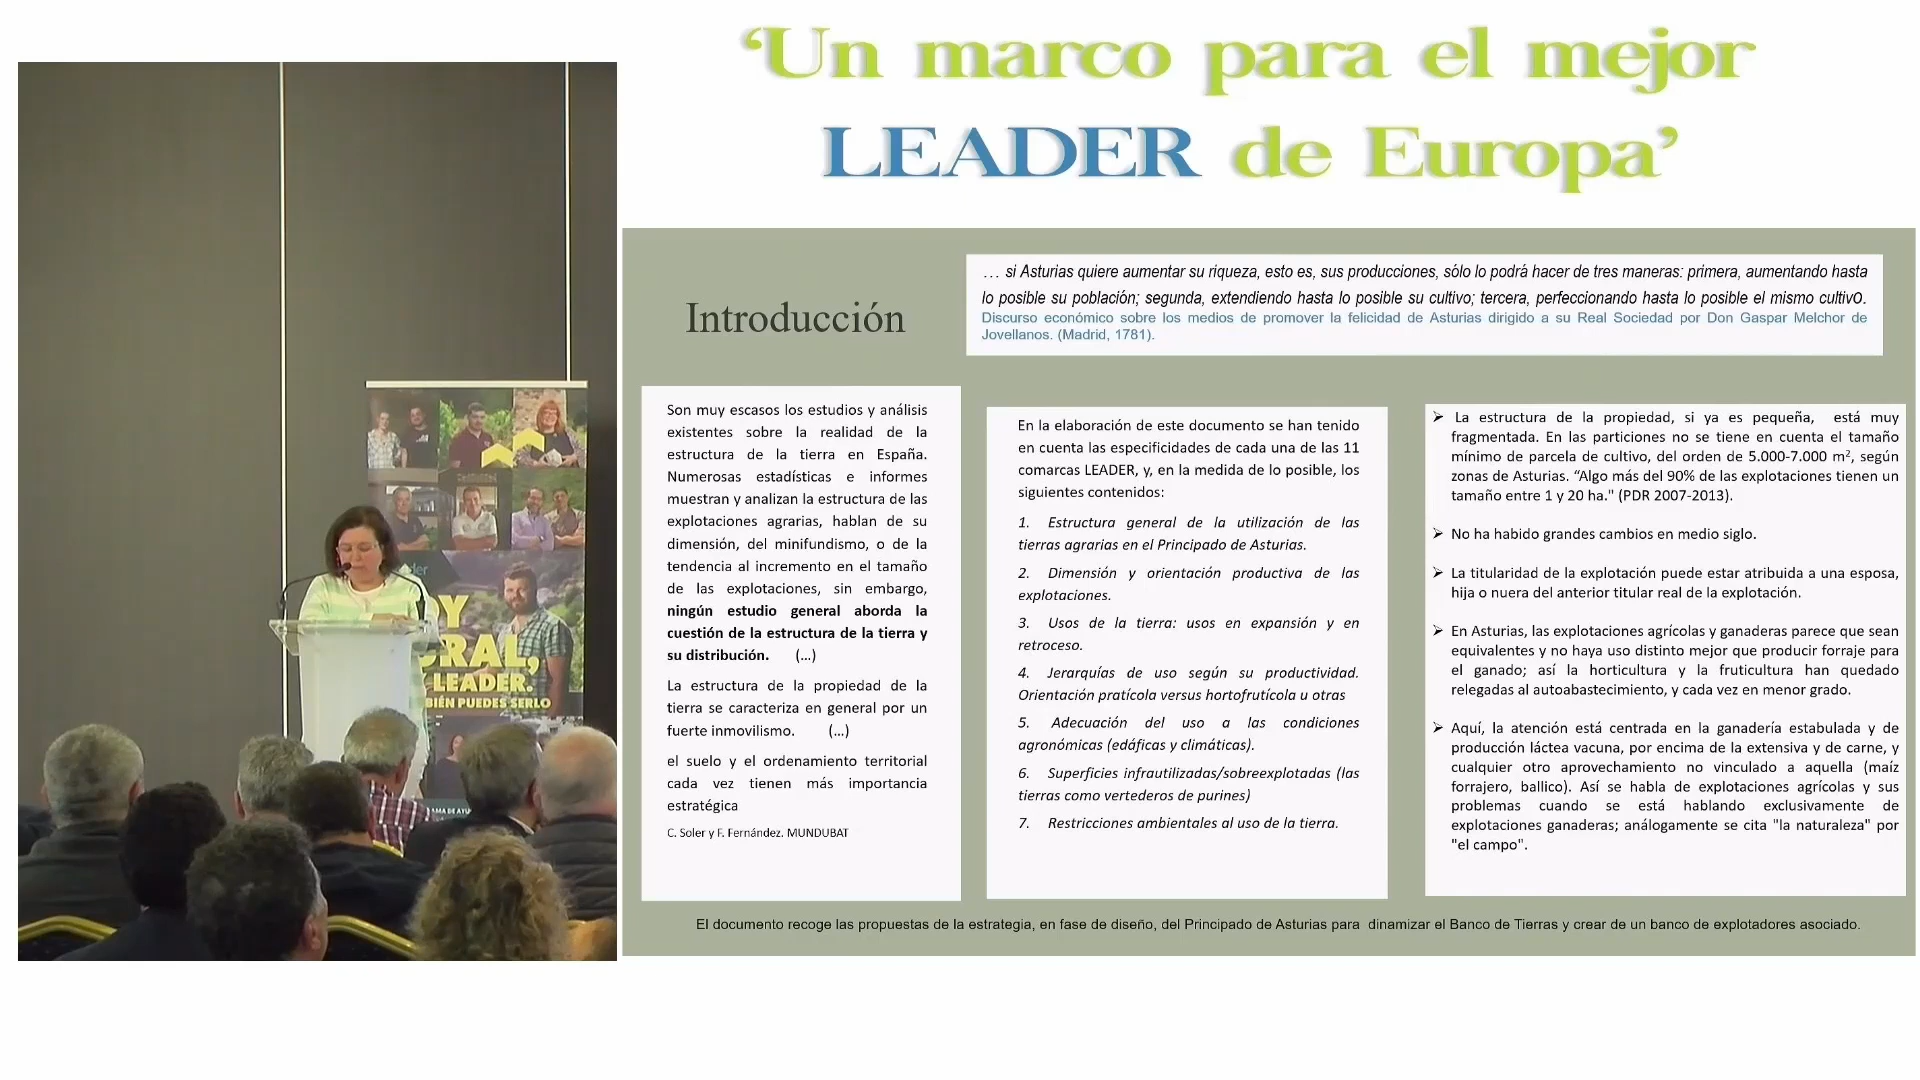 ‘Un marco para el mejor
LEADER de Europa’
Introducción
… si Asturias quiere aumentar su riqueza, esto es, sus producciones, sólo lo podrá hacer de tres maneras: primera, aumentando hasta
lo posible su población; segunda, extendiendo hasta lo posible su cultivo; tercera, perfeccionando hasta lo posible el mismo cultivo.
Discurso económico sobre los medios de promover la felicidad de Asturias dirigido a su Real Sociedad por Don Gaspar Melchor de
Jovellanos. (Madrid, 1781).
Son muy escasos los estudios y análisis
existentes sobre la realidad de la
estructura de la tierra en España.
Numerosas estadísticas e informes
muestran y analizan la estructura de las
explotaciones agrarias, hablan de su
dimensión, del minifundismo, o de la
tendencia al incremento en el tamaño
de las explotaciones, sin embargo,
ningún estudio general aborda la
cuestión de la estructura de la tierra y
su distribución. (...)
La estructura de la propiedad de la
tierra se caracteriza en general por un
fuerte inmovilismo. (...)
el suelo y el ordenamiento territorial
cada vez tienen más importancia
estratégica
C. Soler y F. Fernández. MUNDUBAT
En la elaboración de este documento se han tenido
en cuenta las especificidades de cada una de las 11
comarcas LEADER, y, en la medida de lo posible, los
siguientes contenidos:
1. Estructura general de la utilización de las
tierras agrarias en el Principado de Asturias.
2. Dimensión y orientación productiva de las
explotaciones.
3. Usos de la tierra: usos en expansión y en
retroceso.
4. Jerarquías de uso según su productividad.
Orientación pratícola versus hortofrutícola u otras
5. Adecuación del uso a las condiciones
agronómicas (edáficas y climáticas).
6. Superficies infrautilizadas/sobreexplotadas (las
tierras como vertederos de purines)
7. Restricciones ambientales al uso de la tierra.
➢ La estructura de la propiedad, si ya es pequeña, está muy
fragmentada. En las particiones no se tiene en cuenta el tamaño
mínimo de parcela de cultivo, del orden de 5.000-7.000 m², según
zonas de Asturias. “Algo más del 90% de las explotaciones tienen un
tamaño entre 1 y 20 ha." (PDR 2007-2013).
➢ No ha habido grandes cambios en medio siglo.
➢ La titularidad de la explotación puede estar atribuida a una esposa,
hija o nuera del anterior titular real de la explotación.
➢ En Asturias, las explotaciones agrícolas y ganaderas parece que sean
equivalentes y no haya uso distinto mejor que producir forraje para
el ganado; así la horticultura y la fruticultura han quedado
relegadas al autoabastecimiento, y cada vez en menor grado.
➢ Aquí, la atención está centrada en la ganadería estabulada y de
producción láctea vacuna, por encima de la extensiva y de carne, y
cualquier otro aprovechamiento no vinculado a aquella (maíz
forrajero, ballico). Así se habla de explotaciones agrícolas y sus
problemas cuando se está hablando exclusivamente de
explotaciones ganaderas; análogamente se cita "la naturaleza" por
"el campo".
El documento recoge las propuestas de la estrategia, en fase de diseño, del Principado de Asturias para dinamizar el Banco de Tierras y crear de un banco de explotadores asociado.
OY
RAL,
LEADER.
BIÉN PUEDES SERLO